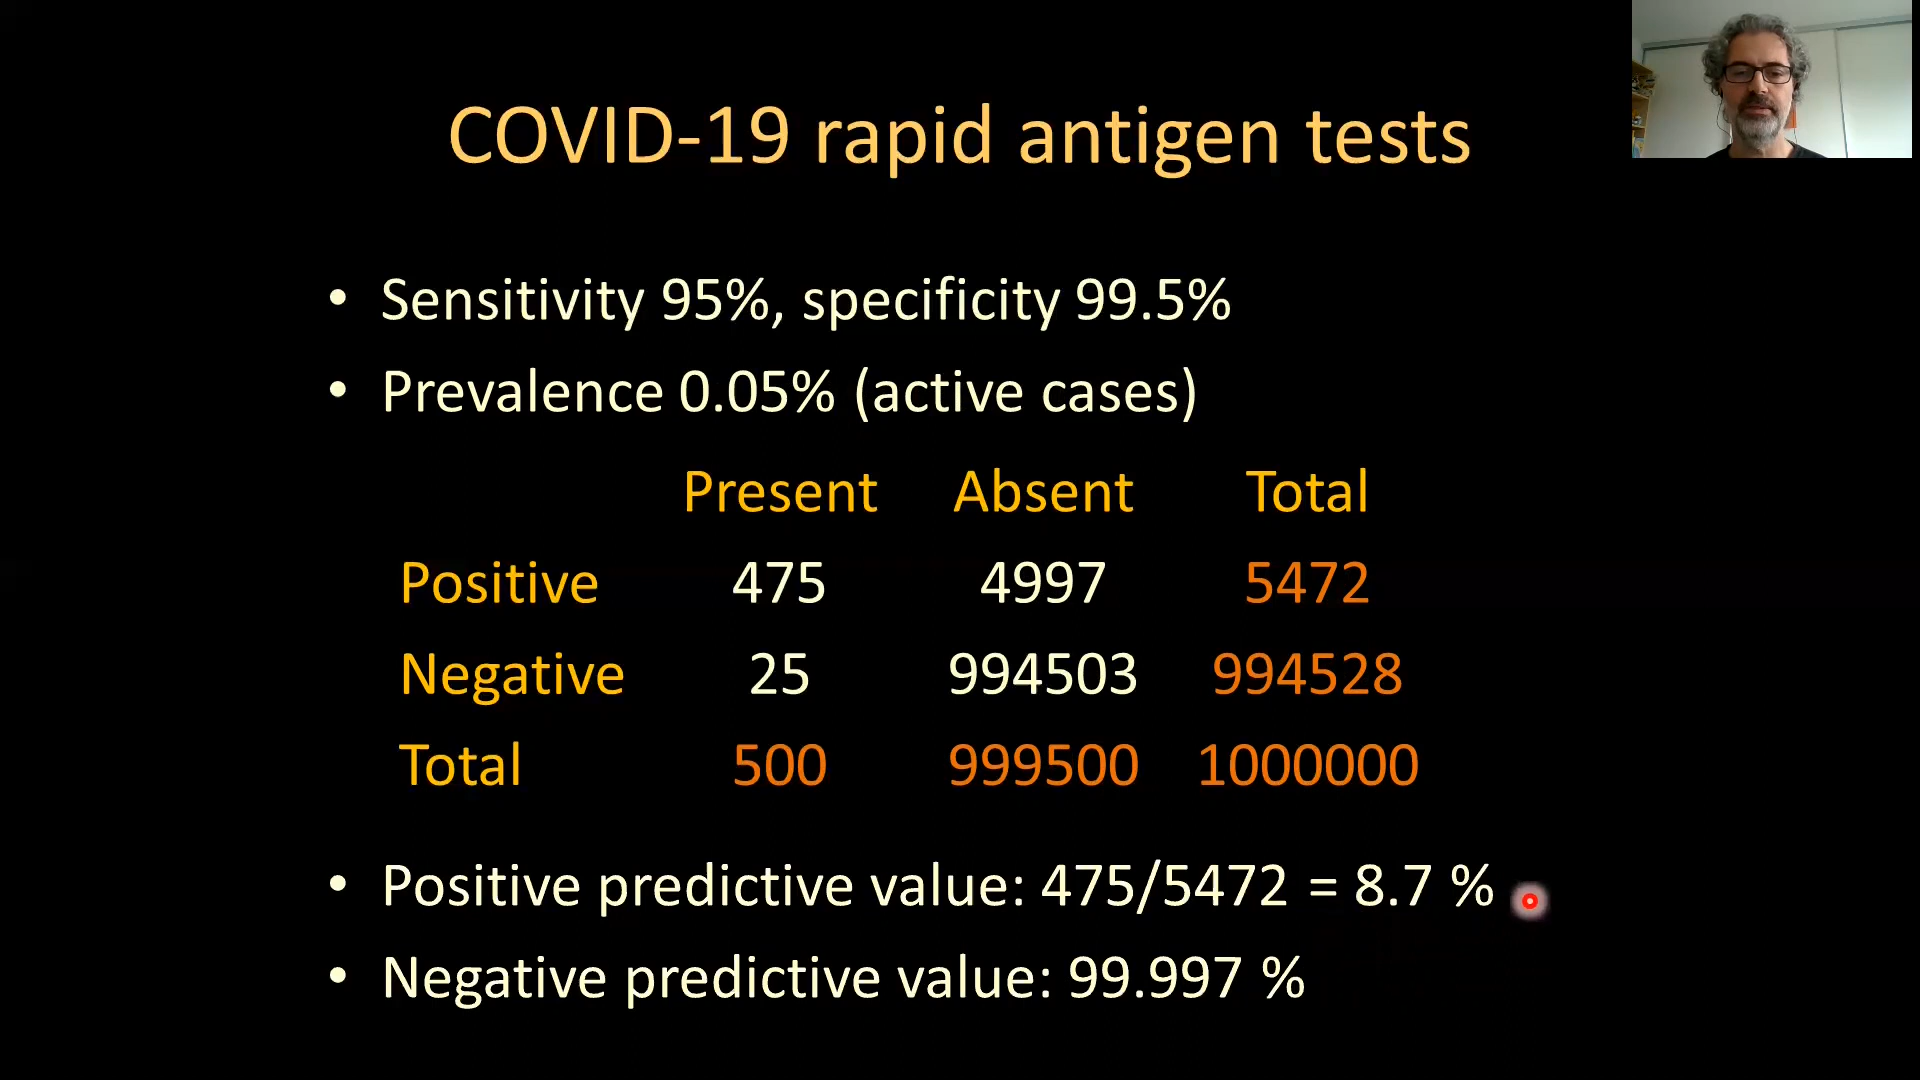 COVID-19 rapid antigen tests
• Sensitivity 95%, specificity 99.5%
• Prevalence 0.05% (active cases)
Present Absent Total
Positive 475 4997 5472
Negative 25 994503 994528
Total 500 999500 1000000
• Positive predictive value: 475/5472 = 8.7 %
• Negative predictive value: 99.997 %